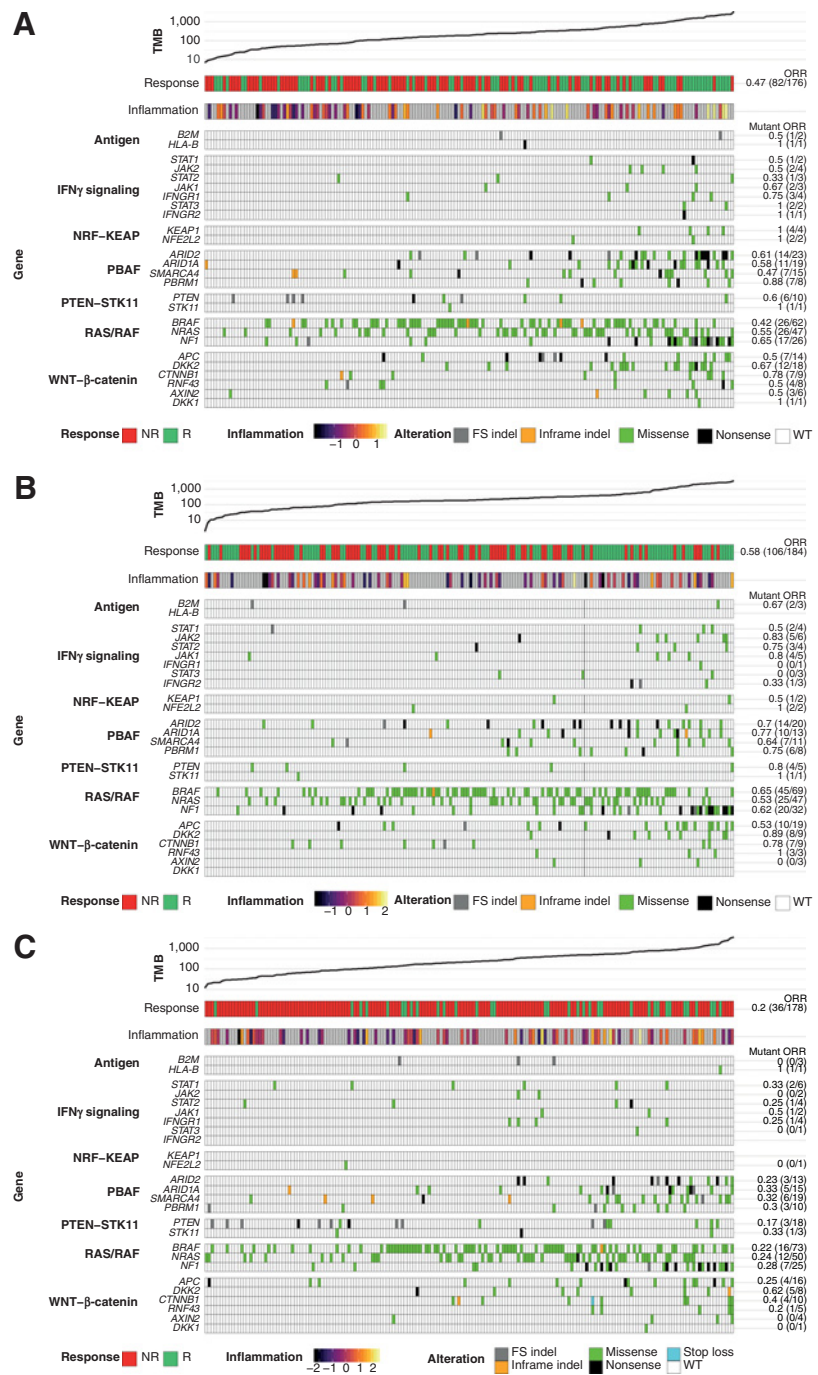 A
TMB
1,000
100
10
ORR
Response 0.47 (82/176)
Inflammation
Mutant ORR
Antigen
B2M 0.5 (1/2)
HLA-B 1 (1/1)
IFNγ signaling
STAT1 0.5 (1/2)
JAK2 0.5 (2/4)
STAT2 0.33 (1/3)
JAK1 0.67 (2/3)
IFNGR1 0.75 (3/4)
STAT3 1 (2/2)
IFNGR2 1 (1/1)
NRF–KEAP
KEAP1 1 (4/4)
NFE2L2 1 (2/2)
Gene
PBAF
ARID2 0.61 (14/23)
ARID1A 0.58 (11/19)
SMARCA4 0.47 (7/15)
PBRM1 0.88 (7/8)
PTEN–STK11
PTEN 0.6 (6/10)
STK11 1 (1/1)
RAS/RAF
BRAF 0.42 (26/62)
NRAS 0.55 (26/47)
NF1 0.65 (17/26)
WNT–β-catenin
APC 0.5 (7/14)
DKK2 0.67 (12/18)
CTNNB1 0.78 (7/9)
RNF43 0.5 (4/8)
AXIN2 0.5 (3/6)
DKK1 1 (1/1)
Response NR R Inflammation −1 0 1 Alteration FS indel Inframe indel Missense Nonsense WT
B
TMB
1,000
100
10
ORR
Response 0.58 (106/184)
Inflammation
Mutant ORR
Antigen
B2M 0.67 (2/3)
HLA-B
IFNγ signaling
STAT1 0.5 (2/4)
JAK2 0.83 (5/6)
STAT2 0.75 (3/4)
JAK1 0.8 (4/5)
IFNGR1 0 (0/1)
STAT3 0 (0/3)
IFNGR2 0.33 (1/3)
NRF–KEAP
KEAP1 0.5 (1/2)
NFE2L2 1 (2/2)
Gene
PBAF
ARID2 0.7 (14/20)
ARID1A 0.77 (10/13)
SMARCA4 0.64 (7/11)
PBRM1 0.75 (6/8)
PTEN–STK11
PTEN 0.8 (4/5)
STK11 1 (1/1)
RAS/RAF
BRAF 0.65 (45/69)
NRAS 0.53 (25/47)
NF1 0.62 (20/32)
WNT–β-catenin
APC 0.53 (10/19)
DKK2 0.89 (8/9)
CTNNB1 0.78 (7/9)
RNF43 1 (3/3)
AXIN2 0 (0/3)
DKK1
Response NR R Inflammation −1 0 1 2 Alteration FS indel Inframe indel Missense Nonsense WT
C
TMB
1,000
100
10
ORR
Response 0.2 (36/178)
Inflammation
Mutant ORR
Antigen
B2M 0 (0/3)
HLA-B 1 (1/1)
IFNγ signaling
STAT1 0.33 (2/6)
JAK2 0 (0/2)
STAT2 0.25 (1/4)
JAK1 0.5 (1/2)
IFNGR1 0.25 (1/4)
STAT3 0 (0/1)
IFNGR2
NRF–KEAP
KEAP1
NFE2L2 0 (0/1)
Gene
PBAF
ARID2 0.23 (3/13)
ARID1A 0.33 (5/15)
SMARCA4 0.32 (6/19)
PBRM1 0.3 (3/10)
PTEN–STK11
PTEN 0.17 (3/18)
STK11 0.33 (1/3)
RAS/RAF
BRAF 0.22 (16/73)
NRAS 0.24 (12/50)
NF1 0.28 (7/25)
WNT–β-catenin
APC 0.25 (4/16)
DKK2 0.62 (5/8)
CTNNB1 0.4 (4/10)
RNF43 0.2 (1/5)
AXIN2 0 (0/4)
DKK1 0 (0/1)
Response NR R Inflammation −2 −1 0 1 2 Alteration FS indel Missense Stop loss
Inframe indel Nonsense WT